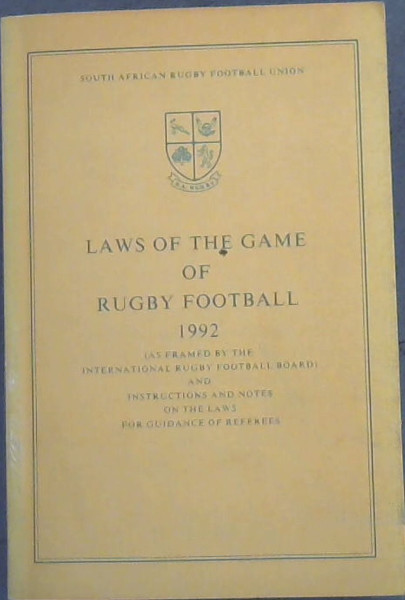 SOUTH AFRICAN RUGBY FOOTBALL UNION
S.A. RUGBY
LAWS OF THE GAME
OF
RUGBY FOOTBALL
1992
(AS FRAMED BY THE
INTERNATIONAL RUGBY FOOTBALL BOARD)
AND
INSTRUCTIONS AND NOTES
ON THE LAWS
FOR GUIDANCE OF REFEREES